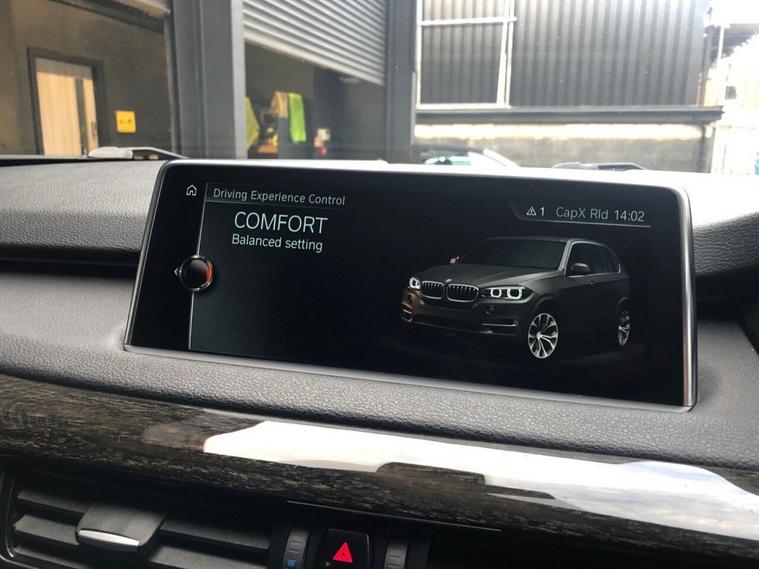 Driving Experience Control
1 CapX Rld 14:02
COMFORT
Balanced setting